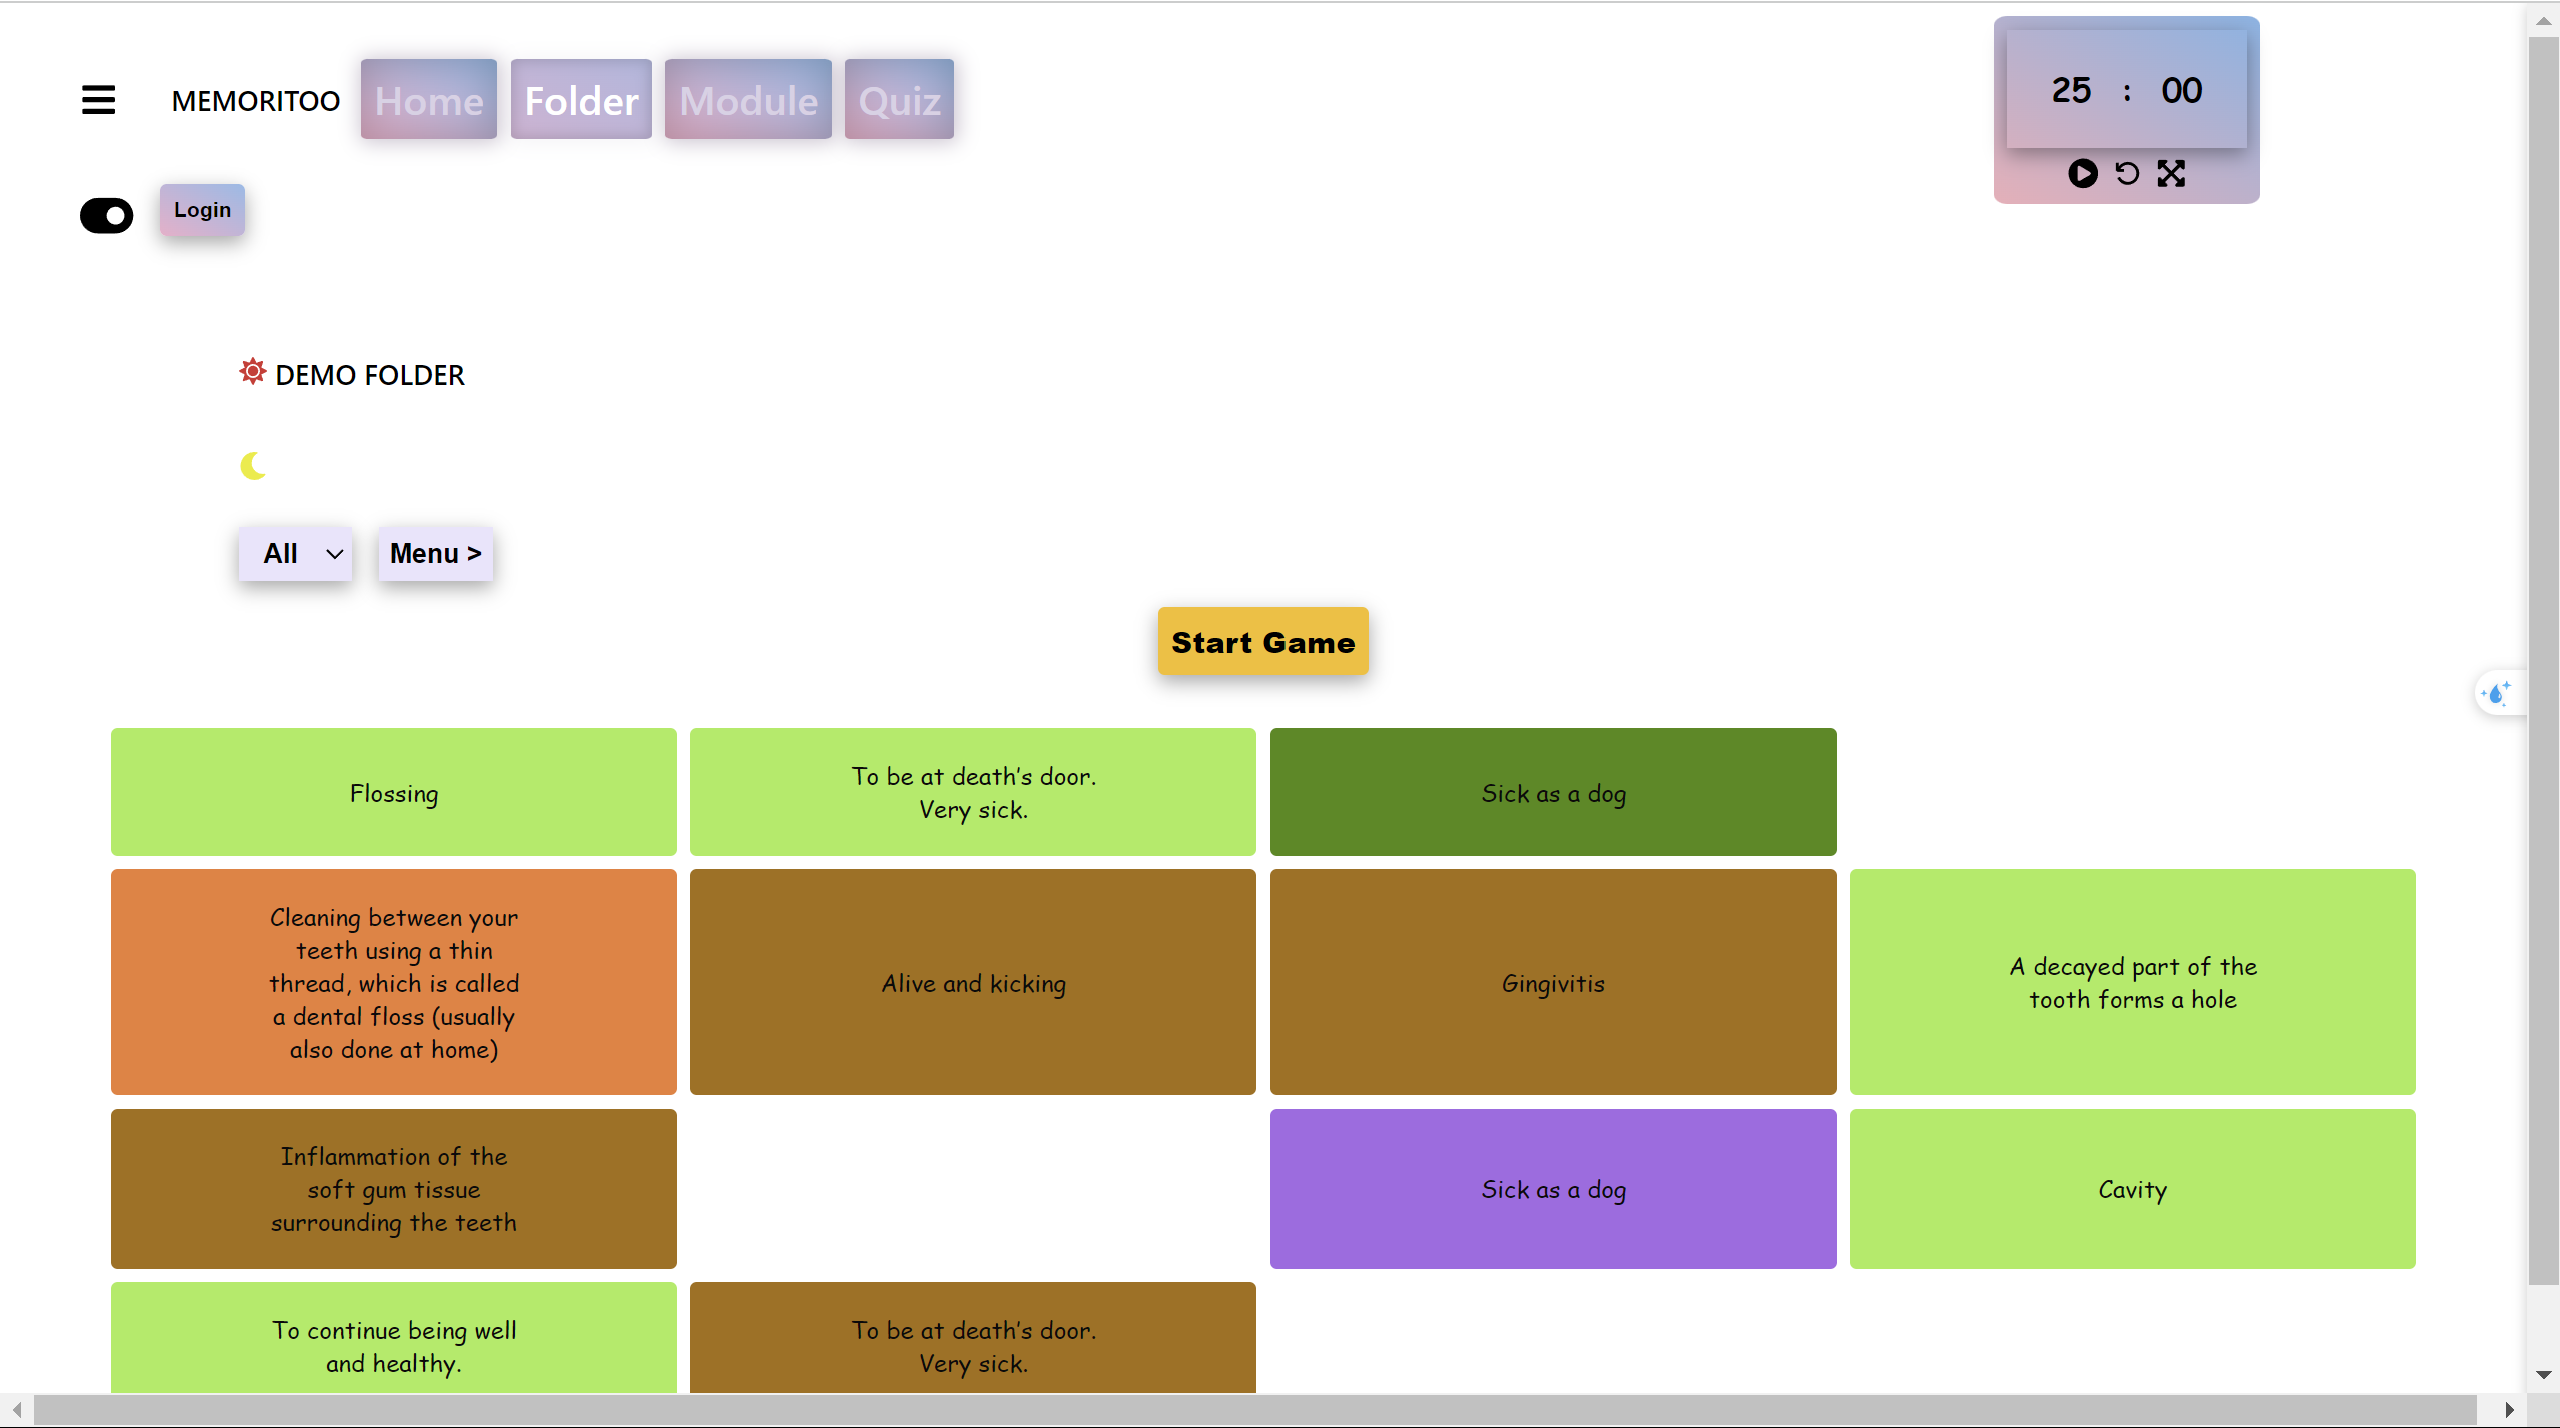 MEMORITOO Home Folder Module Quiz
25 : 00
Login
DEMO FOLDER
All Menu >
Start Game
Flossing
To be at death's door.
Very sick.
Sick as a dog
Cleaning between your
teeth using a thin
thread, which is called
a dental floss (usually
also done at home)
Alive and kicking
Gingivitis
A decayed part of the
tooth forms a hole
Inflammation of the
soft gum tissue
surrounding the teeth
Sick as a dog
Cavity
To continue being well
and healthy.
To be at death's door.
Very sick.